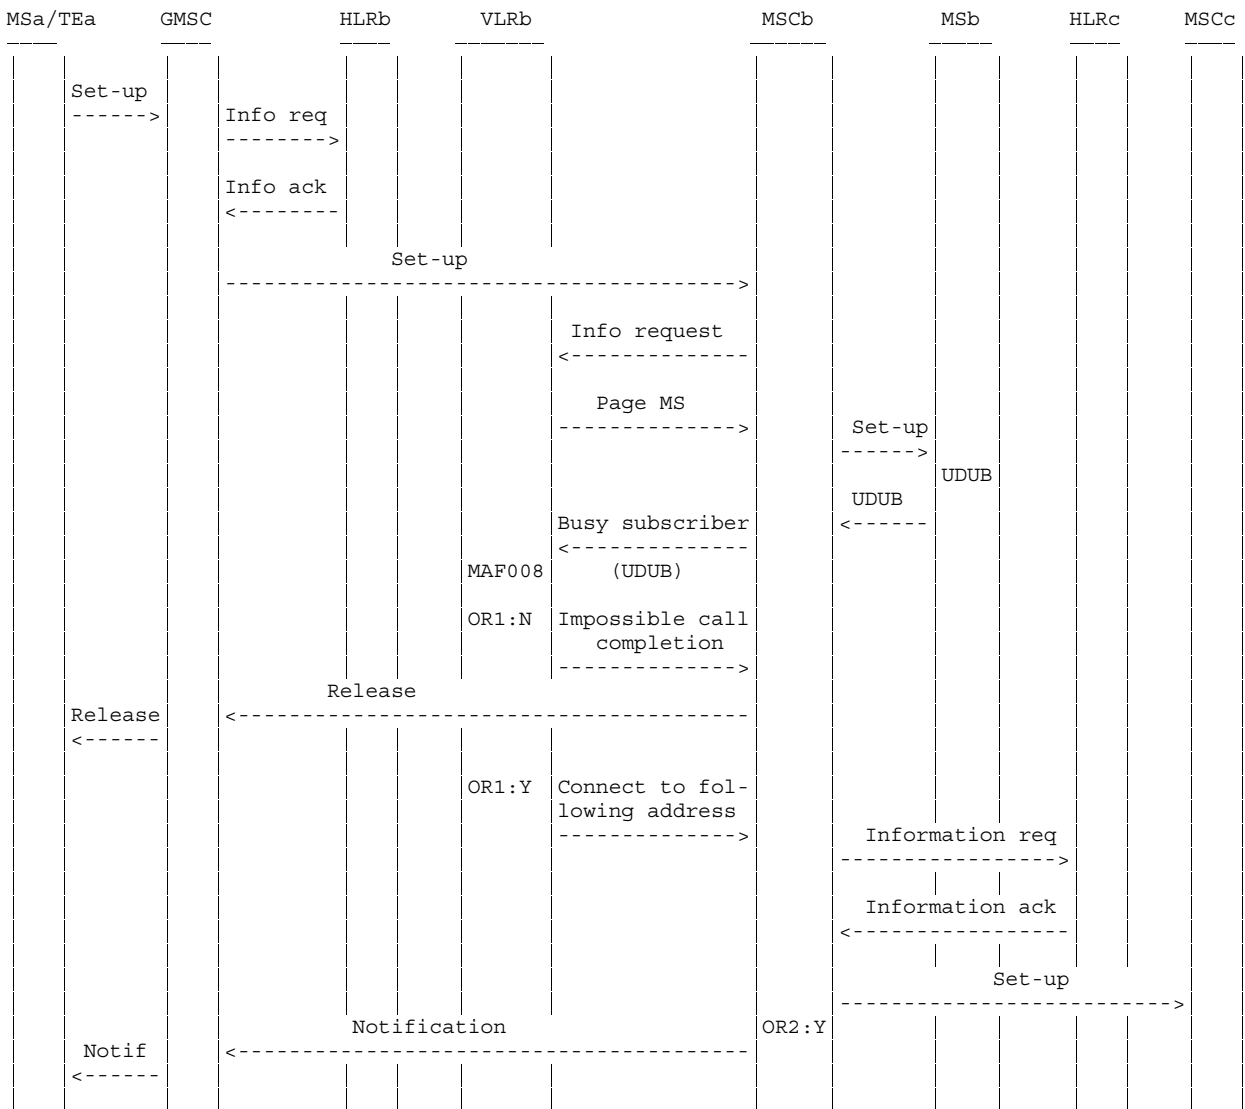 MSa/TEa GMSC HLRb VLRb MSCb MSb HLRc MSCc
Set-up
------> Info req
-------->
Info ack
<--------
Set-up
---------------------------------------->
Info request
<--------------
Page MS
--------------> Set-up
------>
UDUB
UDUB
Busy subscriber <------
<--------------
MAF008 (UDUB)
OR1:N Impossible call
completion
-------------->
Release
Release <----------------------------------------
<------
OR1:Y Connect to fol-
lowing address
--------------> Information req
----------------->
Information ack
<-----------------
Set-up
-------------------------->
Notification OR2:Y
Notif <----------------------------------------
<------